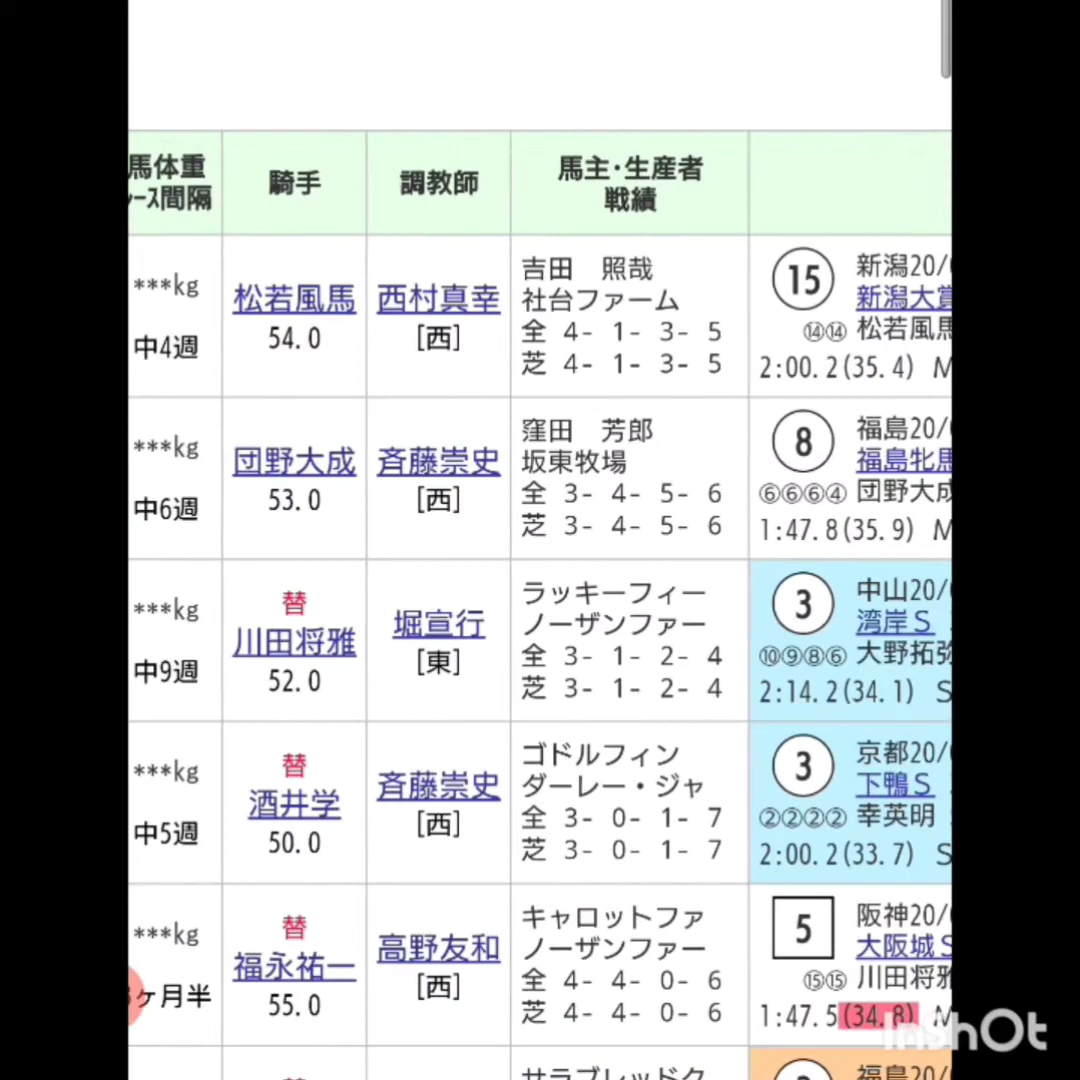 馬体重
ース間隔
騎手
調教師
馬主・生産者
戦績
***kg
中4週
松若風馬
54.0
西村真幸
[西]
吉田 照哉
社台ファーム
全 4- 1- 3- 5
芝 4- 1- 3- 5
15
新潟20/
新潟大賞
⑭⑭ 松若風馬
2:00.2(35.4) M
***kg
中6週
団野大成
53.0
斉藤崇史
[西]
窪田 芳郎
坂東牧場
全 3- 4- 5- 6
芝 3- 4- 5- 6
8
福島20/
福島牝馬
⑥⑥⑥④ 団野大成
1:47.8(35.9) M
***kg
中9週
替
川田将雅
52.0
堀宣行
[東]
ラッキーフィー
ノーザンファー
全 3- 1- 2- 4
芝 3- 1- 2- 4
3
中山20/
湾岸S
⑩⑨⑧⑥ 大野拓弥
2:14.2(34.1) S
***kg
中5週
替
酒井学
50.0
斉藤崇史
[西]
ゴドルフィン
ダーレー・ジャ
全 3- 0- 1- 7
芝 3- 0- 1- 7
3
京都20/
下鴨S
②②②② 幸英明
2:00.2(33.7) S
***kg
ヶ月半
替
福永祐一
55.0
高野友和
[西]
キャロットファ
ノーザンファー
全 4- 4- 0- 6
芝 4- 4- 0- 6
5
阪神20/
大阪城S
⑮⑮ 川田将雅
1:47.5(34.8) M
サラブレッドク
福島20/
InShOt